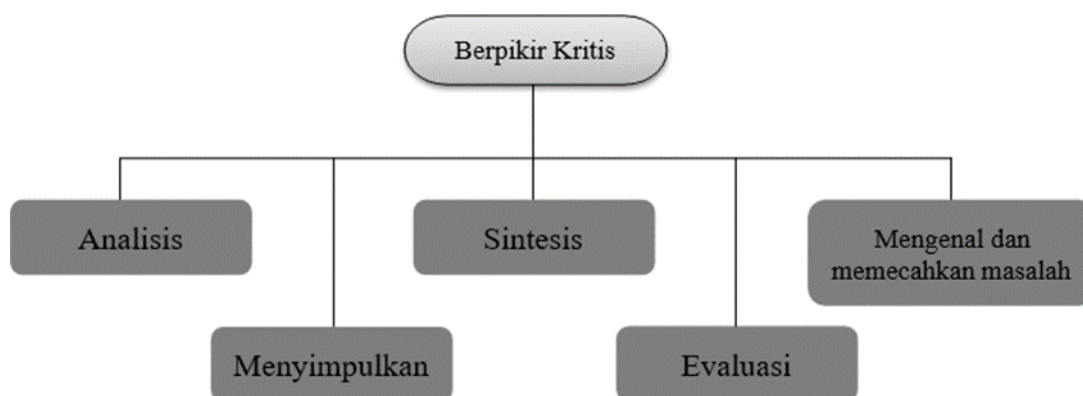 Berpikir Kritis
Analisis
Sintesis
Mengenal dan
memecahkan masalah
Menyimpulkan
Evaluasi